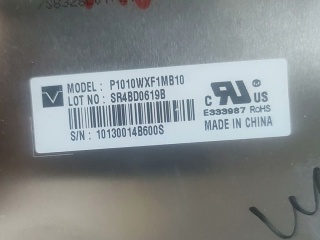 MODEL : P1010WXF1MB10
LOT NO : SR4BD0619B
S/N : 10130014B600S
C US
E333987 RoHS
MADE IN CHINA